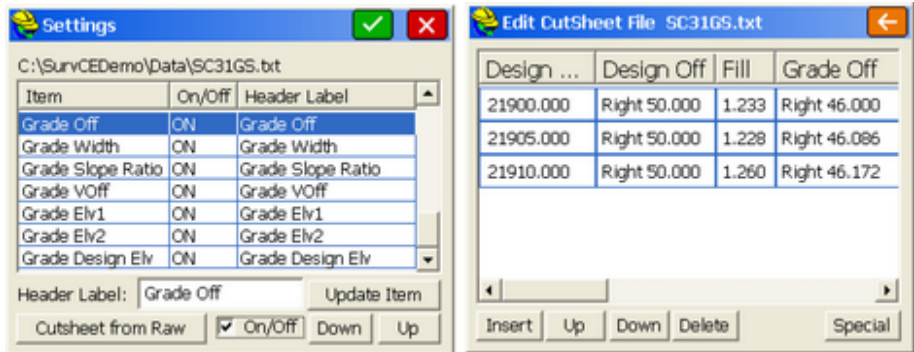 Settings
C:\SurvCEDemo\Data\SC31GS.txt
Item On/Off Header Label
Grade Off ON Grade Off
Grade Width ON Grade Width
Grade Slope Ratio ON Grade Slope Ratio
Grade VOff ON Grade VOff
Grade Elv1 ON Grade Elv1
Grade Elv2 ON Grade Elv2
Grade Design Elv ON Grade Design Elv
Header Label: Grade Off Update Item
Cutsheet from Raw On/Off Down Up
Edit CutSheet File SC31GS.txt
Design ... Design Off Fill Grade Off
21900.000 Right 50.000 1.233 Right 46.000
21905.000 Right 50.000 1.228 Right 46.086
21910.000 Right 50.000 1.260 Right 46.172
Insert Up Down Delete Special